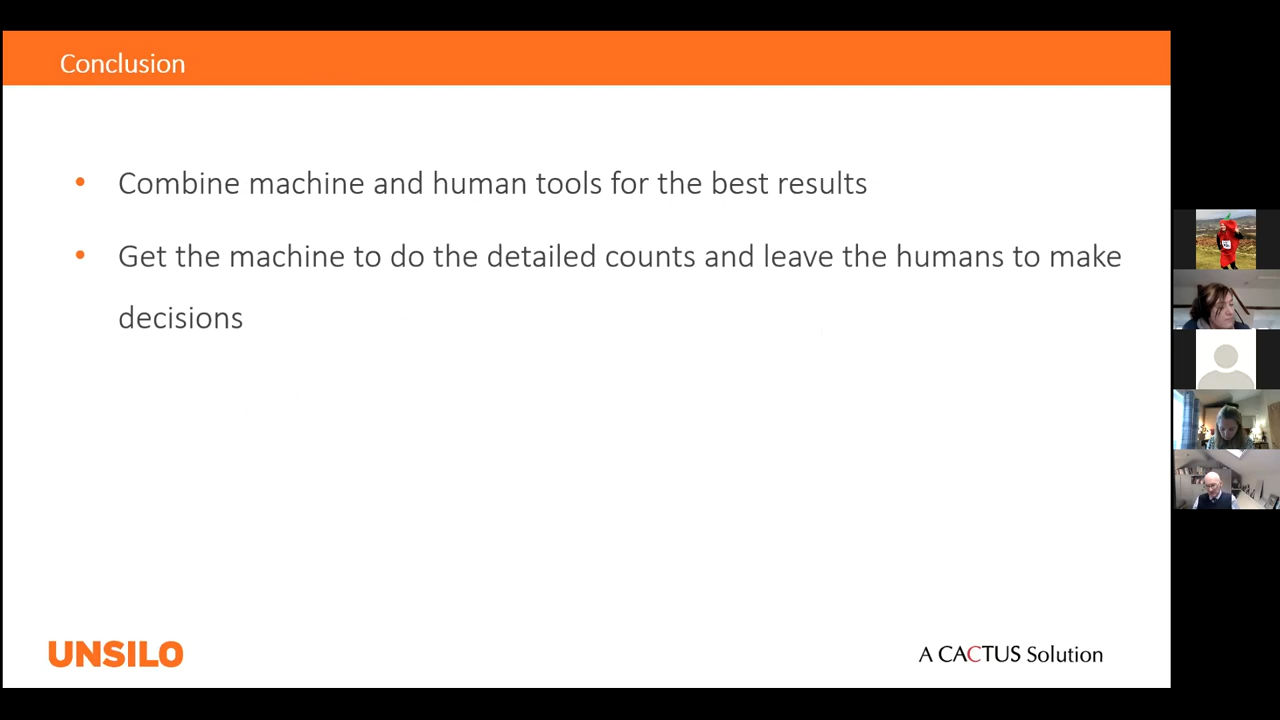 Conclusion
• Combine machine and human tools for the best results
• Get the machine to do the detailed counts and leave the humans to make
decisions
UNSILO
A CACTUS Solution